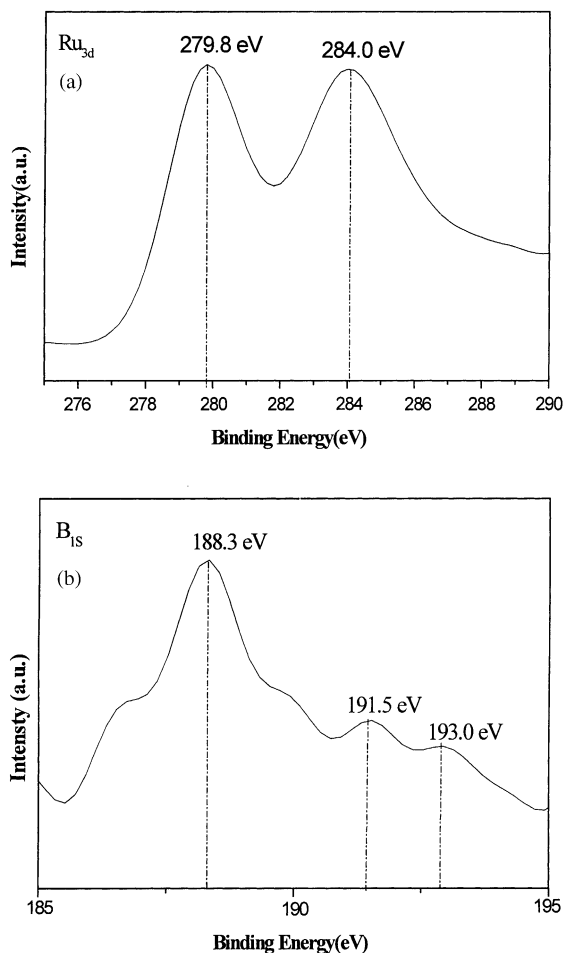 Ru3d
279.8 eV
284.0 eV
(a)
Intensity(a.u.)
276 278 280 282 284 286 288 290
Binding Energy(eV)
B1S
188.3 eV
(b)
191.5 eV
193.0 eV
Intensty (a.u.)
185 190 195
Binding Energy(eV)